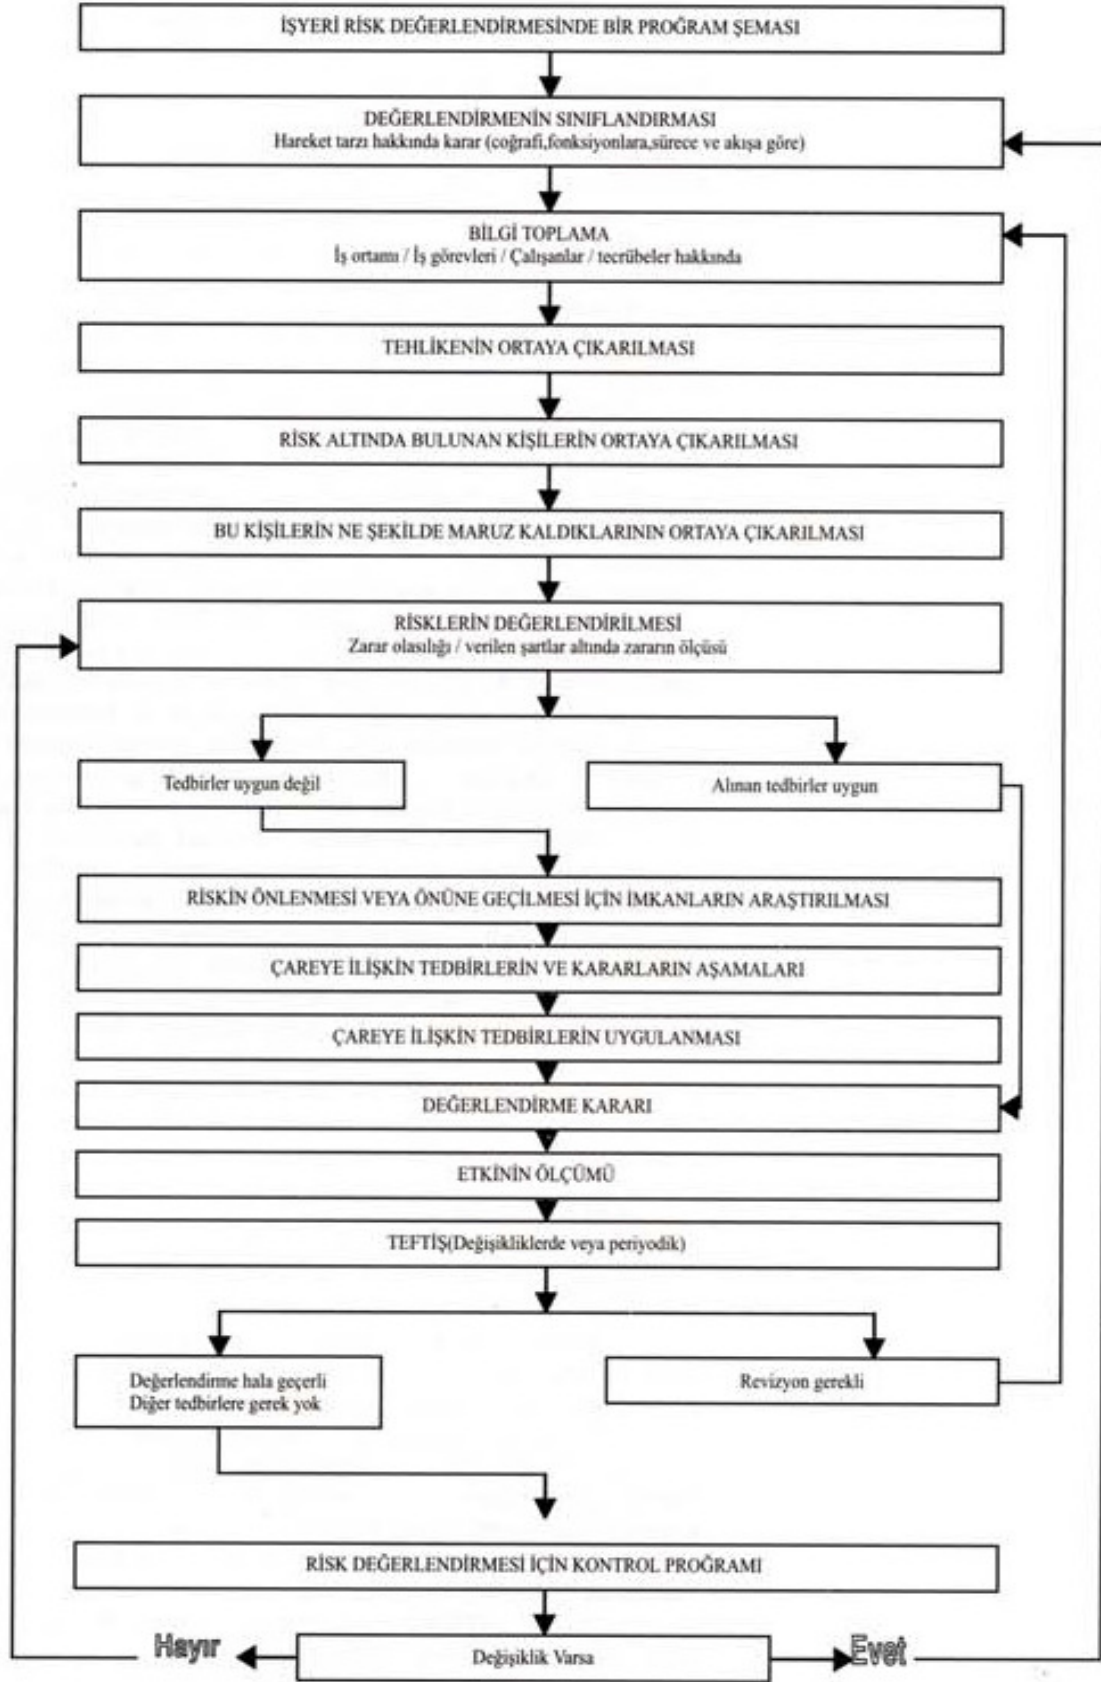 İŞYERİ RİSK DEĞERLENDİRMESİNDE BİR PROĞRAM ŞEMASI
DEĞERLENDİRMENİN SINIFLANDIRMASI
Hareket tarzı hakkında karar (coğrafi,fonksiyonlara,sürece ve akışa göre)
BİLGİ TOPLAMA
İş ortamı / İş görevleri / Çalışanlar / tecrübeler hakkında
TEHLİKENİN ORTAYA ÇIKARILMASI
RİSK ALTINDA BULUNAN KİŞİLERİN ORTAYA ÇIKARILMASI
BU KİŞİLERİN NE ŞEKİLDE MARUZ KALDIKLARININ ORTAYA ÇIKARILMASI
RİSKLERİN DEĞERLENDİRİLMESİ
Zarar olasılığı / verilen şartlar altında zararın ölçüsü
Tedbirler uygun değil
Alınan tedbirler uygun
RİSKİN ÖNLENMESİ VEYA ÖNÜNE GEÇİLMESİ İÇİN İMKANLARIN ARAŞTIRILMASI
ÇAREYE İLİŞKİN TEDBİRLERİN VE KARARLARIN AŞAMALARI
ÇAREYE İLİŞKİN TEDBİRLERİN UYGULANMASI
DEĞERLENDİRME KARARI
ETKİNİN ÖLÇÜMÜ
TEFTİŞ(Değişikliklerde veya periyodik)
Değerlendirme hala geçerli
Diğer tedbirlere gerek yok
Revizyon gerekli
RİSK DEĞERLENDİRMESİ İÇİN KONTROL PROĞRAMI
Hayır
Değişiklik Varsa
Evet